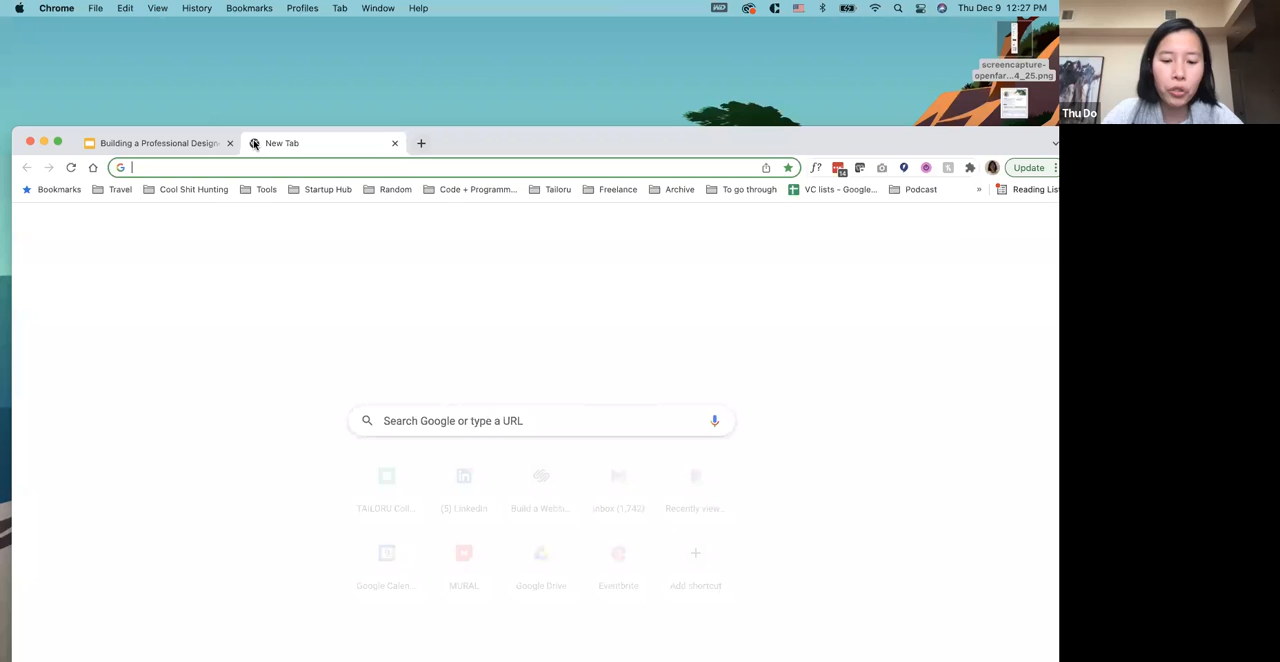 Chrome File Edit View History Bookmarks Profiles Tab Window Help Thu Dec 9 12:27 PM
screencapture-
openfar...4_25.png
Thu Do
Building a Professional Design New Tab
Update
Bookmarks Travel Cool Shit Hunting Tools Startup Hub Random Code + Programm... Tailoru Freelance Archive To go through VC lists - Google... Podcast » Reading List
Search Google or type a URL
TAILORU Coll... (5) LinkedIn Build a Websi... Inbox (1,742) Recently view...
Google Calen... MURAL Google Drive Eventbrite Add shortcut